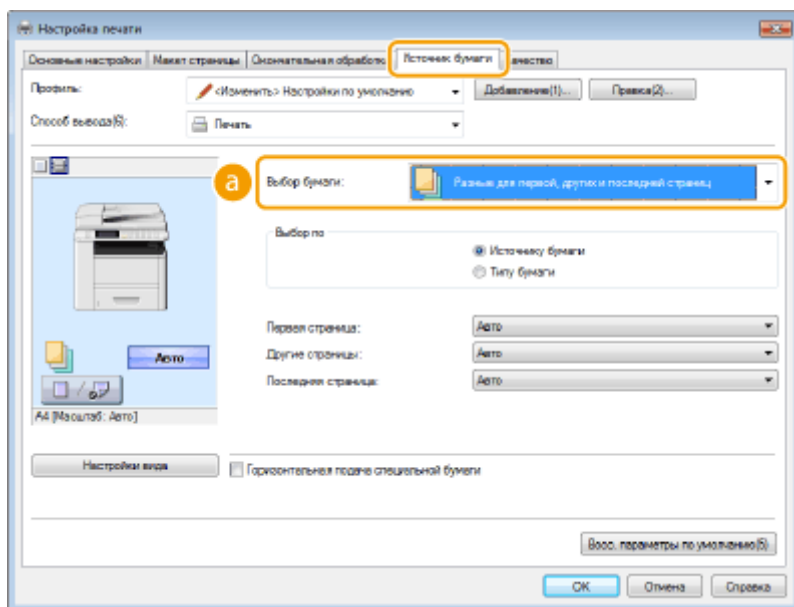 Настройка печати
Основные настройки Макет страницы Окончательная обработк Источник бумаги ачество
Профиль: <Изменить> Настройки по умолчанию Добавление(1)... Правка(2)...
Способ вывода(6): Печать
a Выбор бумаги: Разные для первой, других и последней страниц
Выбор по
Источнику бумаги
Типу бумаги
Первая страница: Авто
Другие страницы: Авто
Последняя страница: Авто
Авто
A4 [Масштаб: Авто]
Настройки вида Горизонтальная подача специальной бумаги
Восс. параметры по умолчанию(5)
OK Отмена Справка